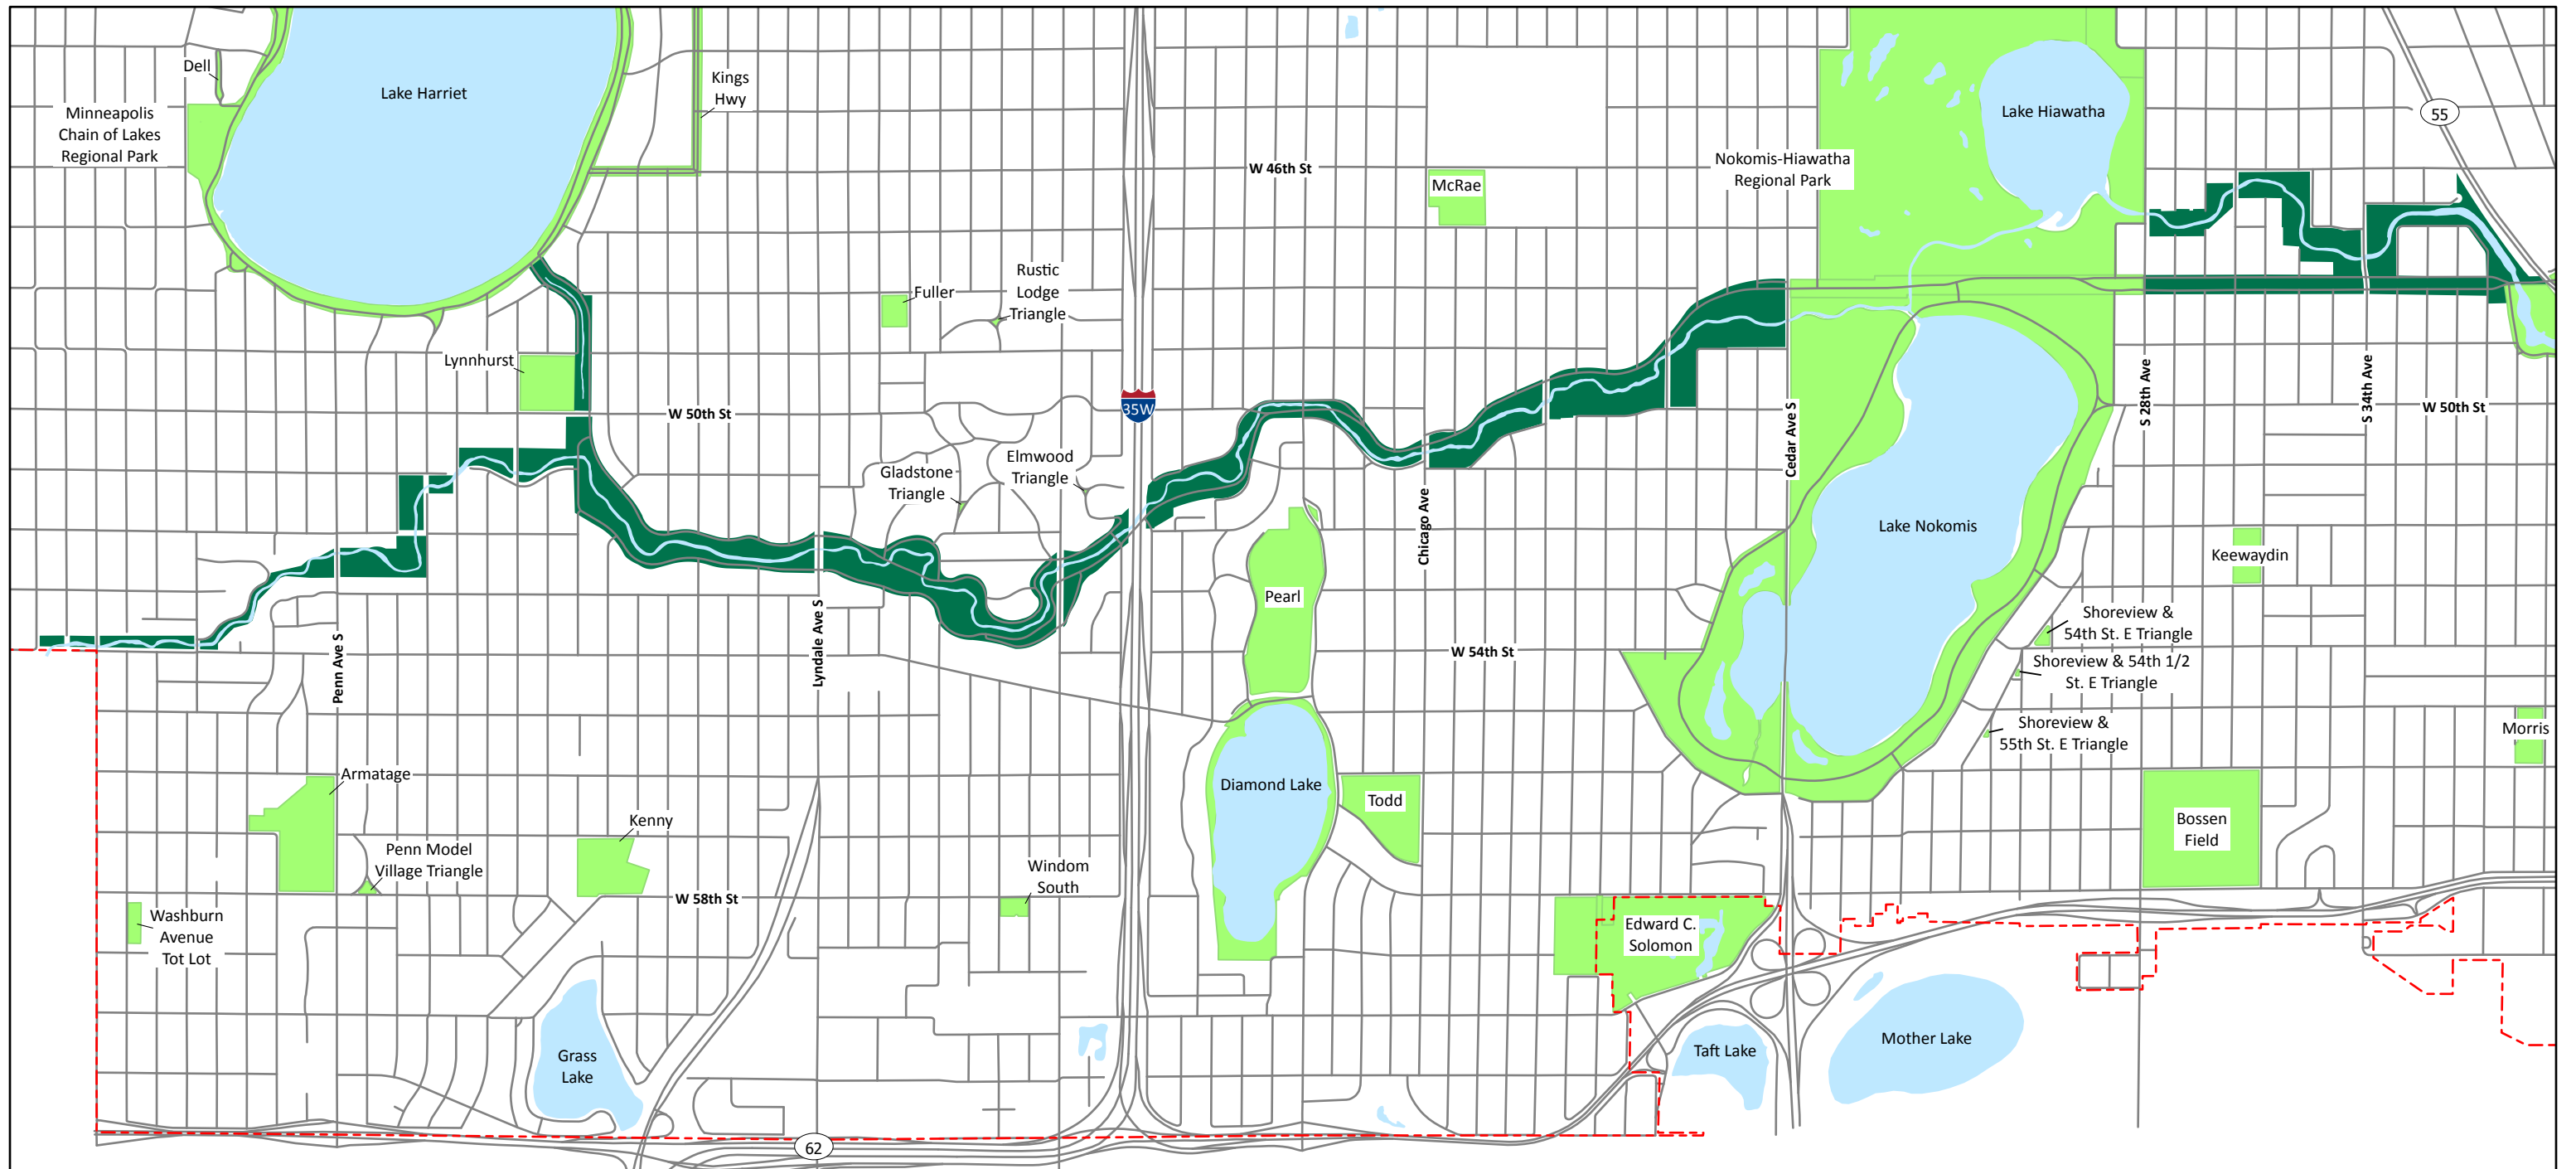 Dell
Lake Harriet
Kings
Hwy
Minneapolis
Chain of Lakes
Regional Park
Lake Hiawatha
55
W 46th St
McRae
Nokomis-Hiawatha
Regional Park
Rustic
Lodge
Triangle
Fuller
Lynnhurst
W 50th St
35W
Cedar Ave S
S 28th Ave
S 34th Ave
W 50th St
Gladstone
Triangle
Elmwood
Triangle
Chicago Ave
Lake Nokomis
Keewaydin
Pearl
Penn Ave S
Lyndale Ave S
W 54th St
Shoreview &
54th St. E Triangle
Shoreview & 54th 1/2
St. E Triangle
Shoreview &
55th St. E Triangle
Morris
Armatage
Kenny
Penn Model
Village Triangle
Diamond Lake
Todd
Bossen
Field
Windom
South
W 58th St
Washburn
Avenue
Tot Lot
Edward C.
Solomon
Grass
Lake
Taft Lake
Mother Lake
62